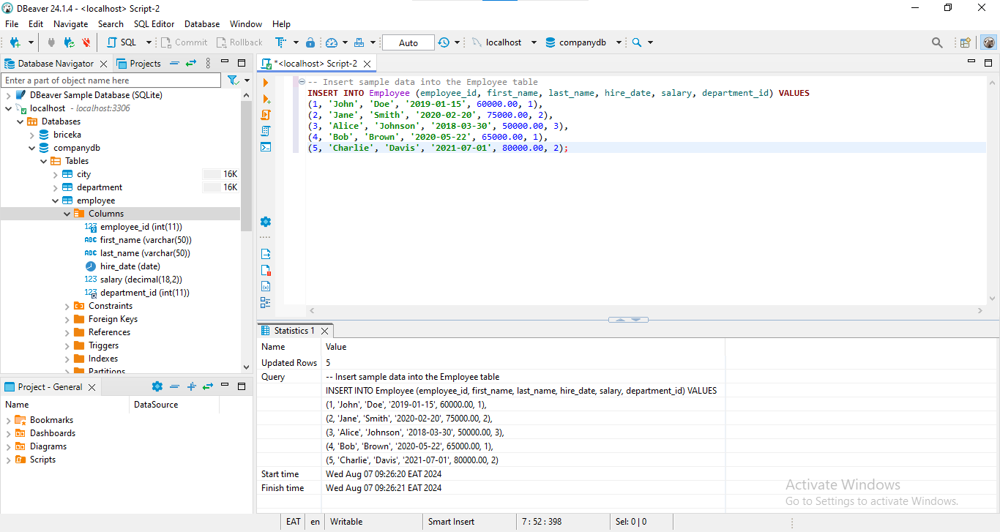 DBeaver 24.1.4 - <localhost> Script-2
File Edit Navigate Search SQL Editor Database Window Help
SQL Commit Rollback Auto localhost companydb
Database Navigator Projects
Enter a part of object name here
DBeaver Sample Database (SQLite)
localhost - localhost:3306
Databases
briceka
companydb
Tables
city 16K
department 16K
employee
Columns
123 employee_id (int(11))
ABC first_name (varchar(50))
ABC last_name (varchar(50))
hire_date (date)
123 salary (decimal(18,2))
123 department_id (int(11))
Constraints
Foreign Keys
References
Triggers
Indexes
Partitions
Project - General
Name DataSource
Bookmarks
Dashboards
Diagrams
Scripts
*<localhost> Script-2
-- Insert sample data into the Employee table
INSERT INTO Employee (employee_id, first_name, last_name, hire_date, salary, department_id) VALUES
(1, 'John', 'Doe', '2019-01-15', 60000.00, 1),
(2, 'Jane', 'Smith', '2020-02-20', 75000.00, 2),
(3, 'Alice', 'Johnson', '2018-03-30', 50000.00, 3),
(4, 'Bob', 'Brown', '2020-05-22', 65000.00, 1),
(5, 'Charlie', 'Davis', '2021-07-01', 80000.00, 2);
Statistics 1
Name Value
Updated Rows 5
Query -- Insert sample data into the Employee table
INSERT INTO Employee (employee_id, first_name, last_name, hire_date, salary, department_id) VALUES
(1, 'John', 'Doe', '2019-01-15', 60000.00, 1),
(2, 'Jane', 'Smith', '2020-02-20', 75000.00, 2),
(3, 'Alice', 'Johnson', '2018-03-30', 50000.00, 3),
(4, 'Bob', 'Brown', '2020-05-22', 65000.00, 1),
(5, 'Charlie', 'Davis', '2021-07-01', 80000.00, 2)
Start time Wed Aug 07 09:26:20 EAT 2024
Finish time Wed Aug 07 09:26:21 EAT 2024
Activate Windows
Go to Settings to activate Windows.
EAT en Writable Smart Insert 7 : 52 : 398 Sel: 0 | 0